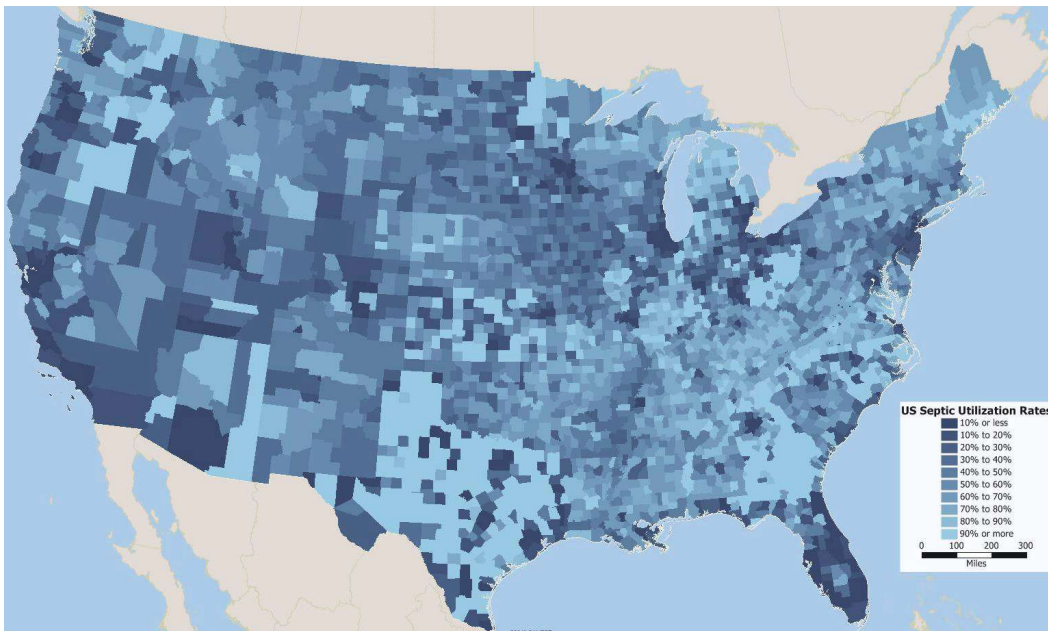 US Septic Utilization Rates
10% or less
10% to 20%
20% to 30%
30% to 40%
40% to 50%
50% to 60%
60% to 70%
70% to 80%
80% to 90%
90% or more
0 100 200 300
Miles